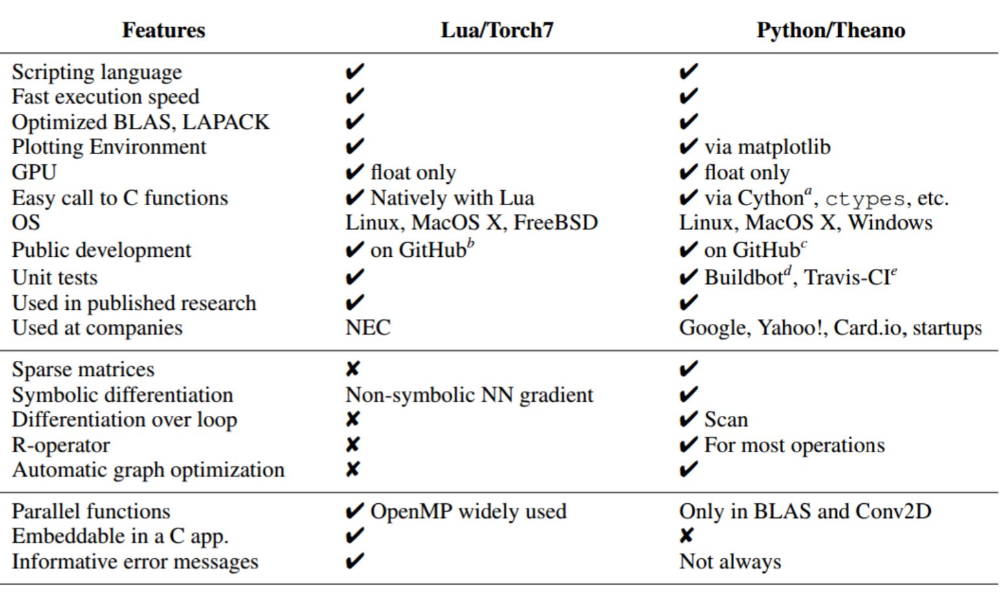 Features Lua/Torch7 Python/Theano
Scripting language ✔ ✔
Fast execution speed ✔ ✔
Optimized BLAS, LAPACK ✔ ✔
Plotting Environment ✔ ✔ via matplotlib
GPU ✔ float only ✔ float only
Easy call to C functions ✔ Natively with Lua ✔ via Cython^a, ctypes, etc.
OS Linux, MacOS X, FreeBSD Linux, MacOS X, Windows
Public development ✔ on GitHub^b ✔ on GitHub^c
Unit tests ✔ ✔ Buildbot^d, Travis-CI^e
Used in published research ✔ ✔
Used at companies NEC Google, Yahoo!, Card.io, startups
Sparse matrices ✘ ✔
Symbolic differentiation Non-symbolic NN gradient ✔
Differentiation over loop ✘ ✔ Scan
R-operator ✘ ✔ For most operations
Automatic graph optimization ✘ ✔
Parallel functions ✔ OpenMP widely used Only in BLAS and Conv2D
Embeddable in a C app. ✔ ✘
Informative error messages ✔ Not always